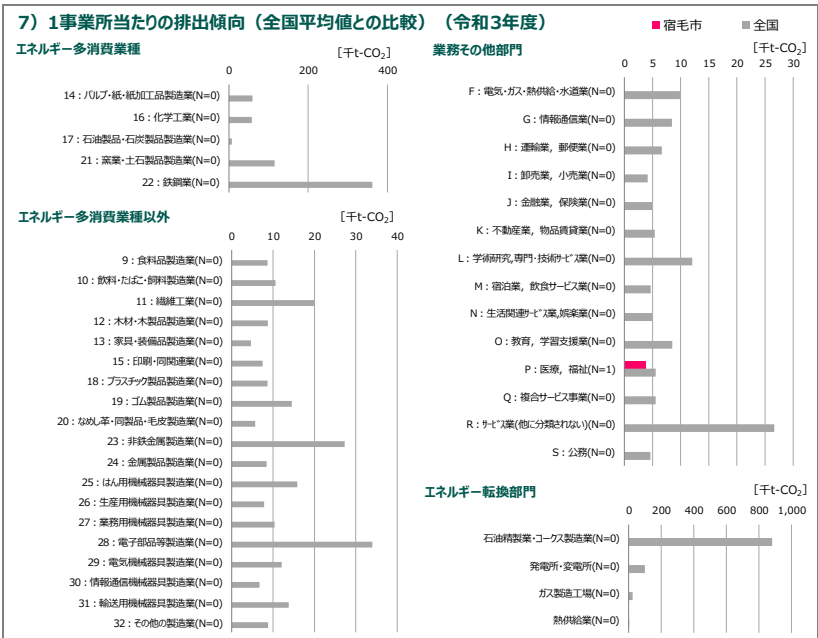 7）1事業所当たりの排出傾向（全国平均値との比較）（令和3年度）
■宿毛市 ■全国
エネルギー多消費業種
［千t-CO₂］
0 200 400
14：パルプ・紙・紙加工品製造業(N=0)
16：化学工業(N=0)
17：石油製品・石炭製品製造業(N=0)
21：窯業・土石製品製造業(N=0)
22：鉄鋼業(N=0)
エネルギー多消費業種以外
［千t-CO₂］
0 10 20 30 40
9：食料品製造業(N=0)
10：飲料・たばこ・飼料製造業(N=0)
11：繊維工業(N=0)
12：木材・木製品製造業(N=0)
13：家具・装備品製造業(N=0)
15：印刷・同関連業(N=0)
18：プラスチック製品製造業(N=0)
19：ゴム製品製造業(N=0)
20：なめし革・同製品・毛皮製造業(N=0)
23：非鉄金属製造業(N=0)
24：金属製品製造業(N=0)
25：はん用機械器具製造業(N=0)
26：生産用機械器具製造業(N=0)
27：業務用機械器具製造業(N=0)
28：電子部品等製造業(N=0)
29：電気機械器具製造業(N=0)
30：情報通信機械器具製造業(N=0)
31：輸送用機械器具製造業(N=0)
32：その他の製造業(N=0)
業務その他部門
［千t-CO₂］
0 5 10 15 20 25 30
F：電気・ガス・熱供給・水道業(N=0)
G：情報通信業(N=0)
H：運輸業，郵便業(N=0)
I：卸売業，小売業(N=0)
J：金融業，保険業(N=0)
K：不動産業，物品賃貸業(N=0)
L：学術研究,専門・技術ｻｰﾋﾞｽ業(N=0)
M：宿泊業，飲食サービス業(N=0)
N：生活関連ｻｰﾋﾞｽ業,娯楽業(N=0)
O：教育，学習支援業(N=0)
P：医療，福祉(N=1)
Q：複合サービス事業(N=0)
R：ｻｰﾋﾞｽ業(他に分類されない)(N=0)
S：公務(N=0)
エネルギー転換部門
［千t-CO₂］
0 200 400 600 800 1,000
石油精製業・コークス製造業(N=0)
発電所・変電所(N=0)
ガス製造工場(N=0)
熱供給業(N=0)